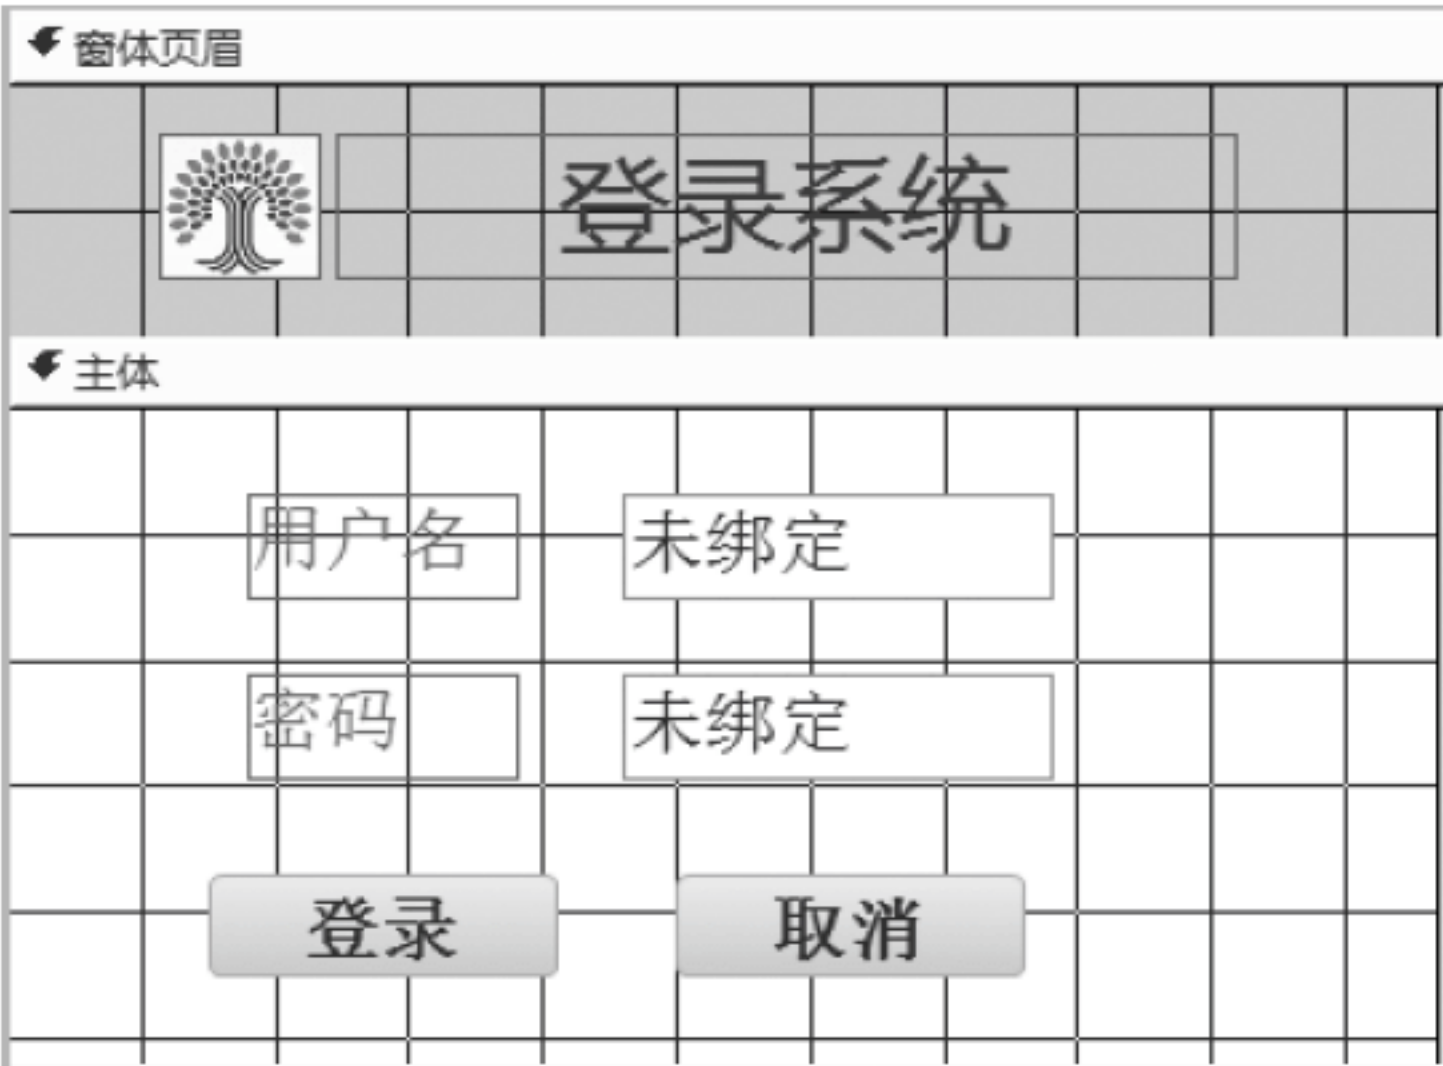 窗体页眉
登录系统
主体
用户名 未绑定
密码 未绑定
登录 取消